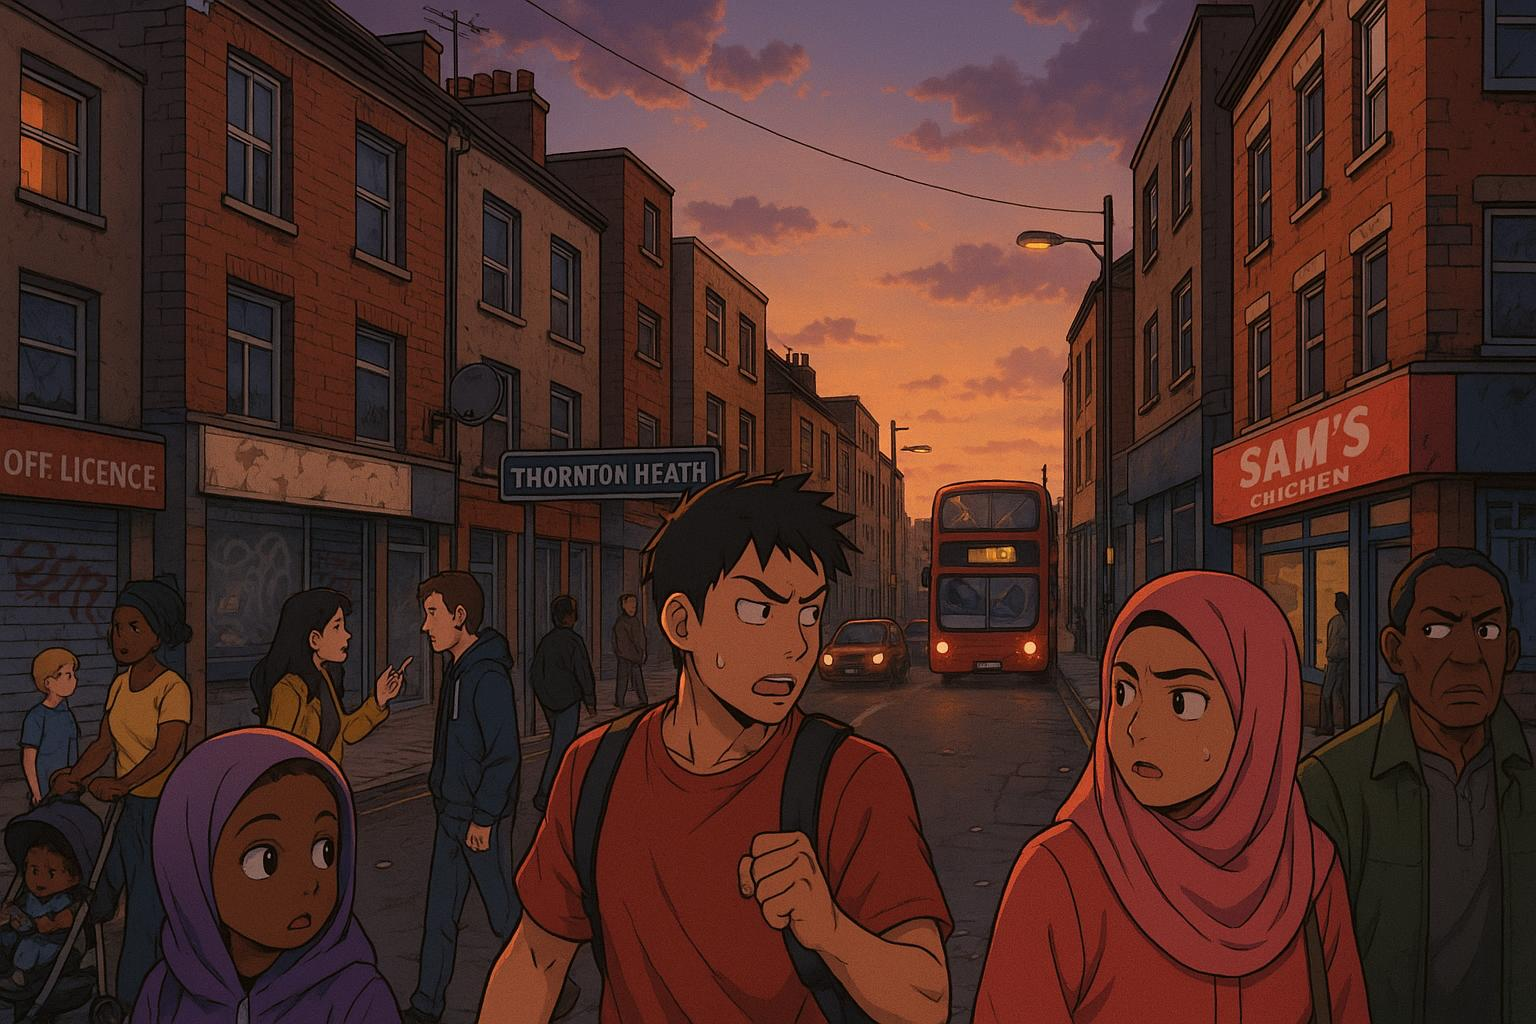 OFF LICENCE
THORNTON HEATH
SAM'S
CHICHEN